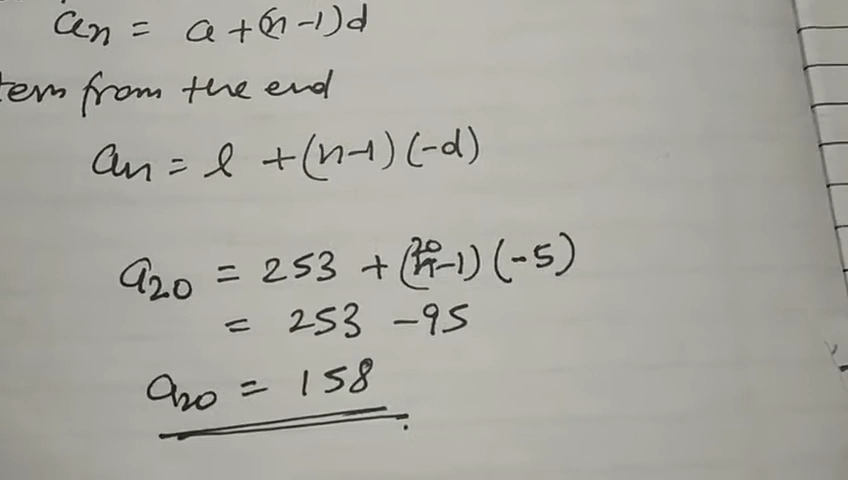 an = a + (n-1)d
term from the end
an = l + (n-1)(-d)
a20 = 253 + (20-1)(-5)
= 253 - 95
a20 = 158